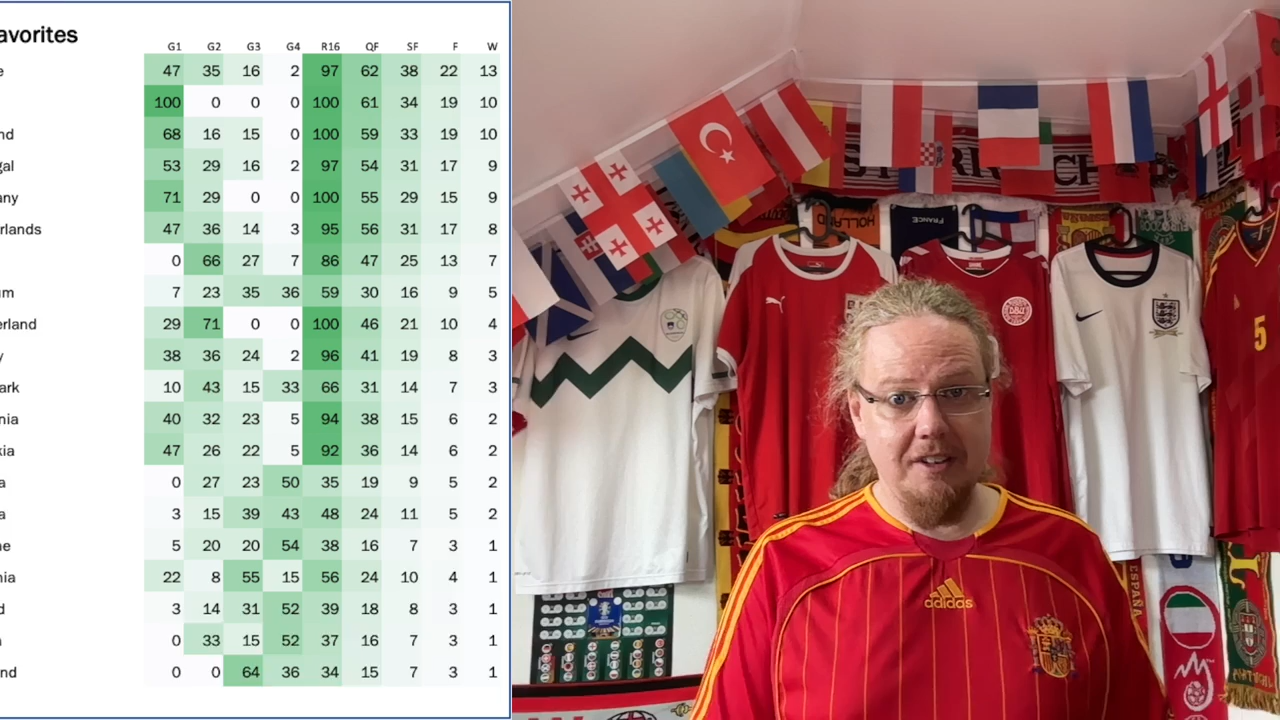 avorites
G1 G2 G3 G4 R16 QF SF F W
e 47 35 16 2 97 62 38 22 13
100 0 0 0 100 61 34 19 10
nd 68 16 15 0 100 59 33 19 10
gal 53 29 16 2 97 54 31 17 9
any 71 29 0 0 100 55 29 15 9
rlands 47 36 14 3 95 56 31 17 8
0 66 27 7 86 47 25 13 7
um 7 23 35 36 59 30 16 9 5
erland 29 71 0 0 100 46 21 10 4
y 38 36 24 2 96 41 19 8 3
ark 10 43 15 33 66 31 14 7 3
nia 40 32 23 5 94 38 15 6 2
kia 47 26 22 5 92 36 14 6 2
a 0 27 23 50 35 19 9 5 2
a 3 15 39 43 48 24 11 5 2
ne 5 20 20 54 38 16 7 3 1
nia 22 8 55 15 56 24 10 4 1
d 3 14 31 52 39 18 8 3 1
n 0 33 15 52 37 16 7 3 1
nd 0 0 64 36 34 15 7 3 1
HOLLAND
FRANCE
DBU
5
adidas
ESPAÑA